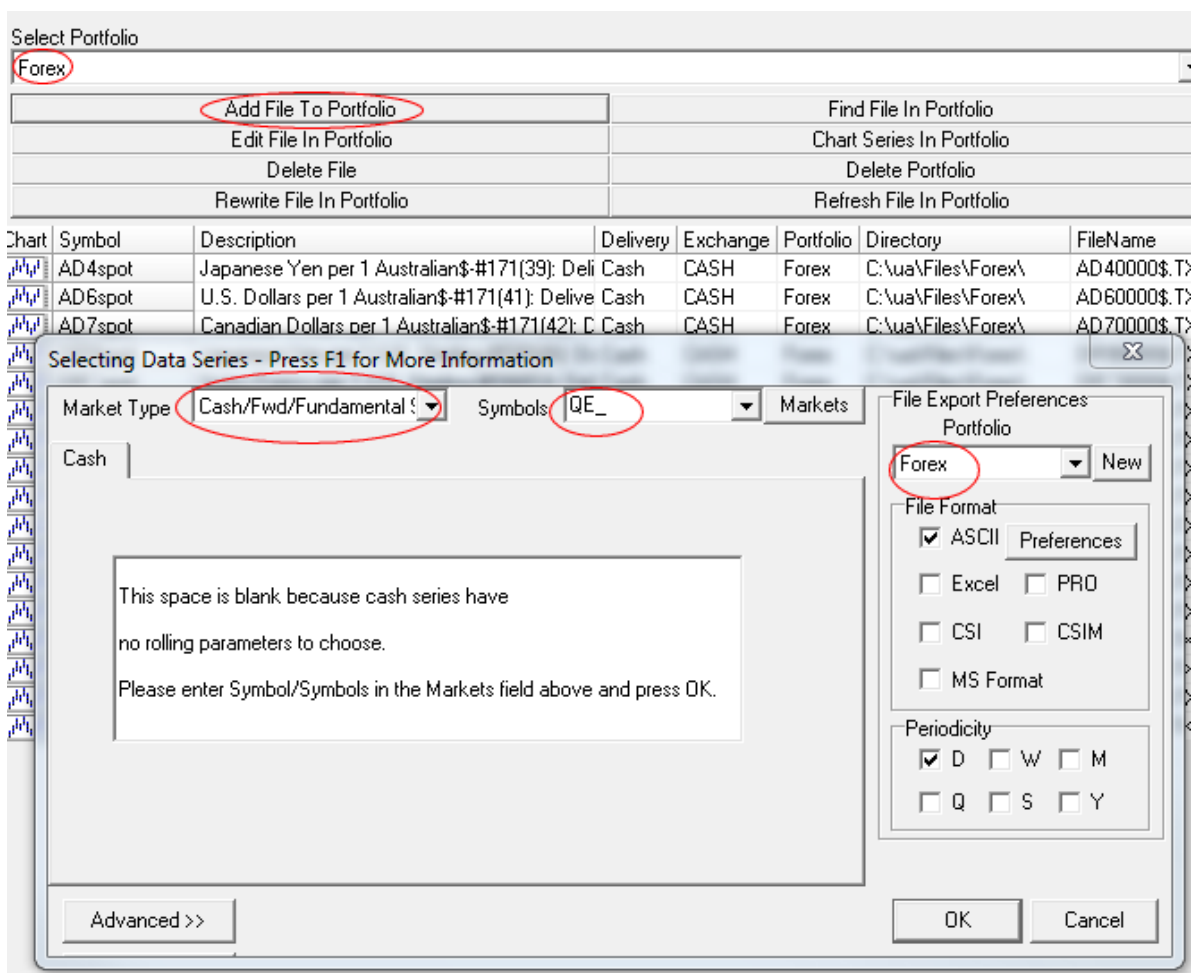 Select Portfolio
Forex
Add File To Portfolio Find File In Portfolio
Edit File In Portfolio Chart Series In Portfolio
Delete File Delete Portfolio
Rewrite File In Portfolio Refresh File In Portfolio
Chart Symbol Description Delivery Exchange Portfolio Directory FileName
AD4spot Japanese Yen per 1 Australian$-#171(39): Deli Cash CASH Forex C:\ua\Files\Forex\ AD40000$.T
AD6spot U.S. Dollars per 1 Australian$-#171(41): Delive Cash CASH Forex C:\ua\Files\Forex\ AD60000$.T
AD7spot Canadian Dollars per 1 Australian$-#171(42): D Cash CASH Forex C:\ua\Files\Forex\ AD70000$.T
Selecting Data Series - Press F1 for More Information
Market Type Cash/Fwd/Fundamental Symbols QE_ Markets
Cash
This space is blank because cash series have
no rolling parameters to choose.
Please enter Symbol/Symbols in the Markets field above and press OK.
File Export Preferences
Portfolio
Forex New
File Format
ASCII Preferences
Excel PRO
CSI CSIM
MS Format
Periodicity
D W M
Q S Y
Advanced >> OK Cancel